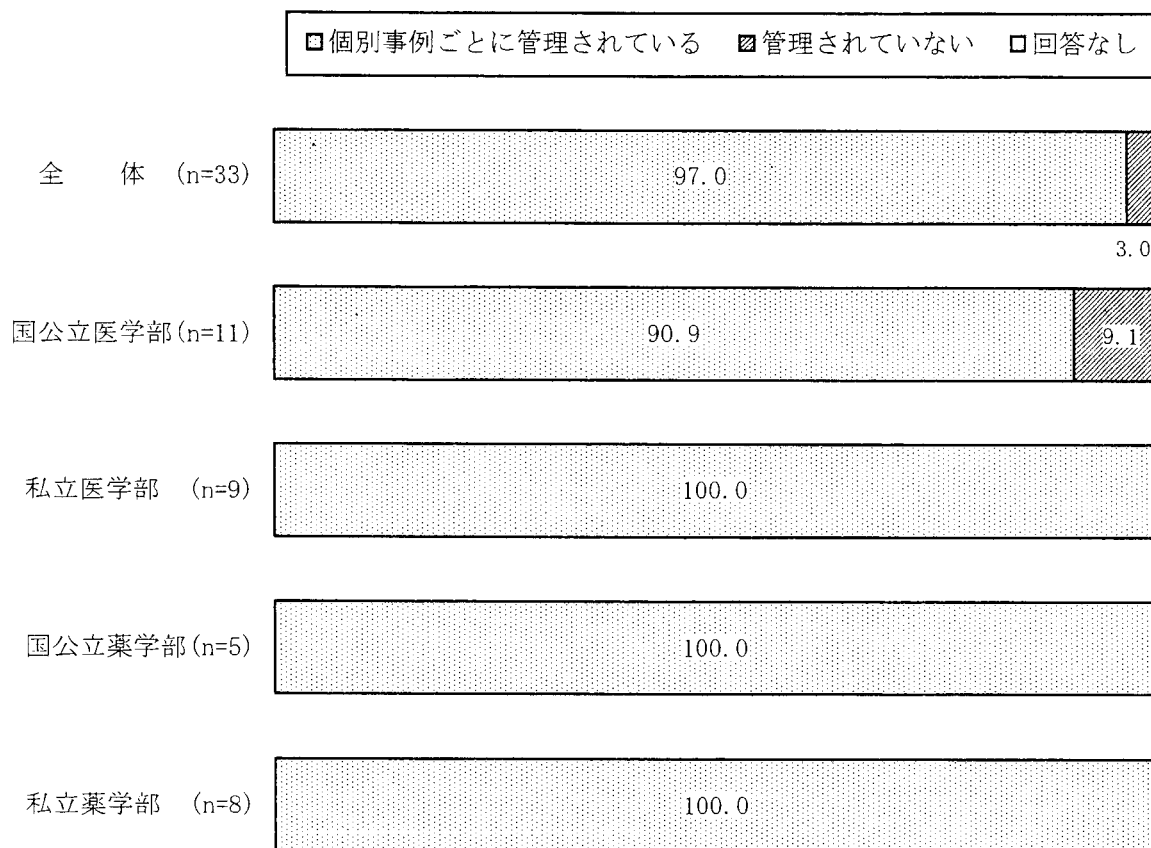 個別事例ごとに管理されている 管理されていない 回答なし
全 体 (n=33) 97.0
3.0
国公立医学部(n=11) 90.9 9.1
私立医学部 (n=9) 100.0
国公立薬学部(n=5) 100.0
私立薬学部 (n=8) 100.0